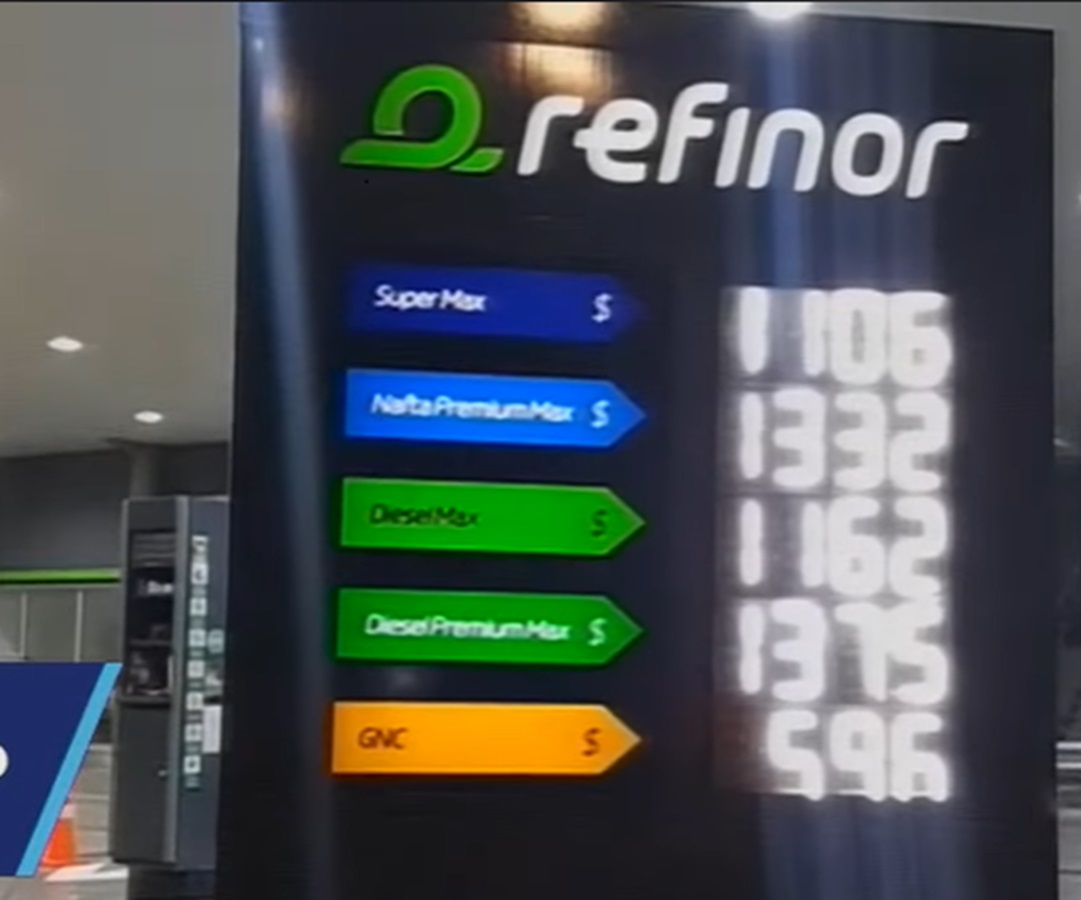 refinor
Super Max $ 1106
Nafta Premium Max $ 1332
Diesel Max $ 1162
Diesel Premium Max $ 1375
GNC $ 596